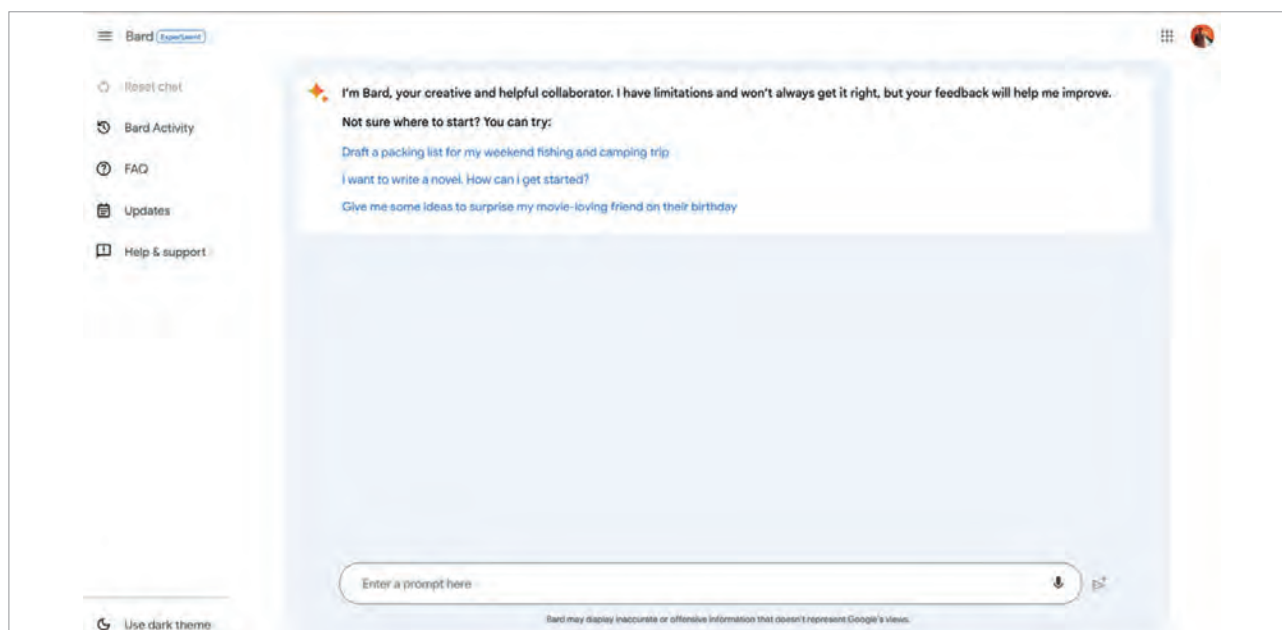 Bard Experiment
Reset chat
Bard Activity
FAQ
Updates
Help & support
Use dark theme
I'm Bard, your creative and helpful collaborator. I have limitations and won't always get it right, but your feedback will help me improve.
Not sure where to start? You can try:
Draft a packing list for my weekend fishing and camping trip
I want to write a novel. How can I get started?
Give me some ideas to surprise my movie-loving friend on their birthday
Enter a prompt here
Bard may display inaccurate or offensive information that doesn't represent Google's views.